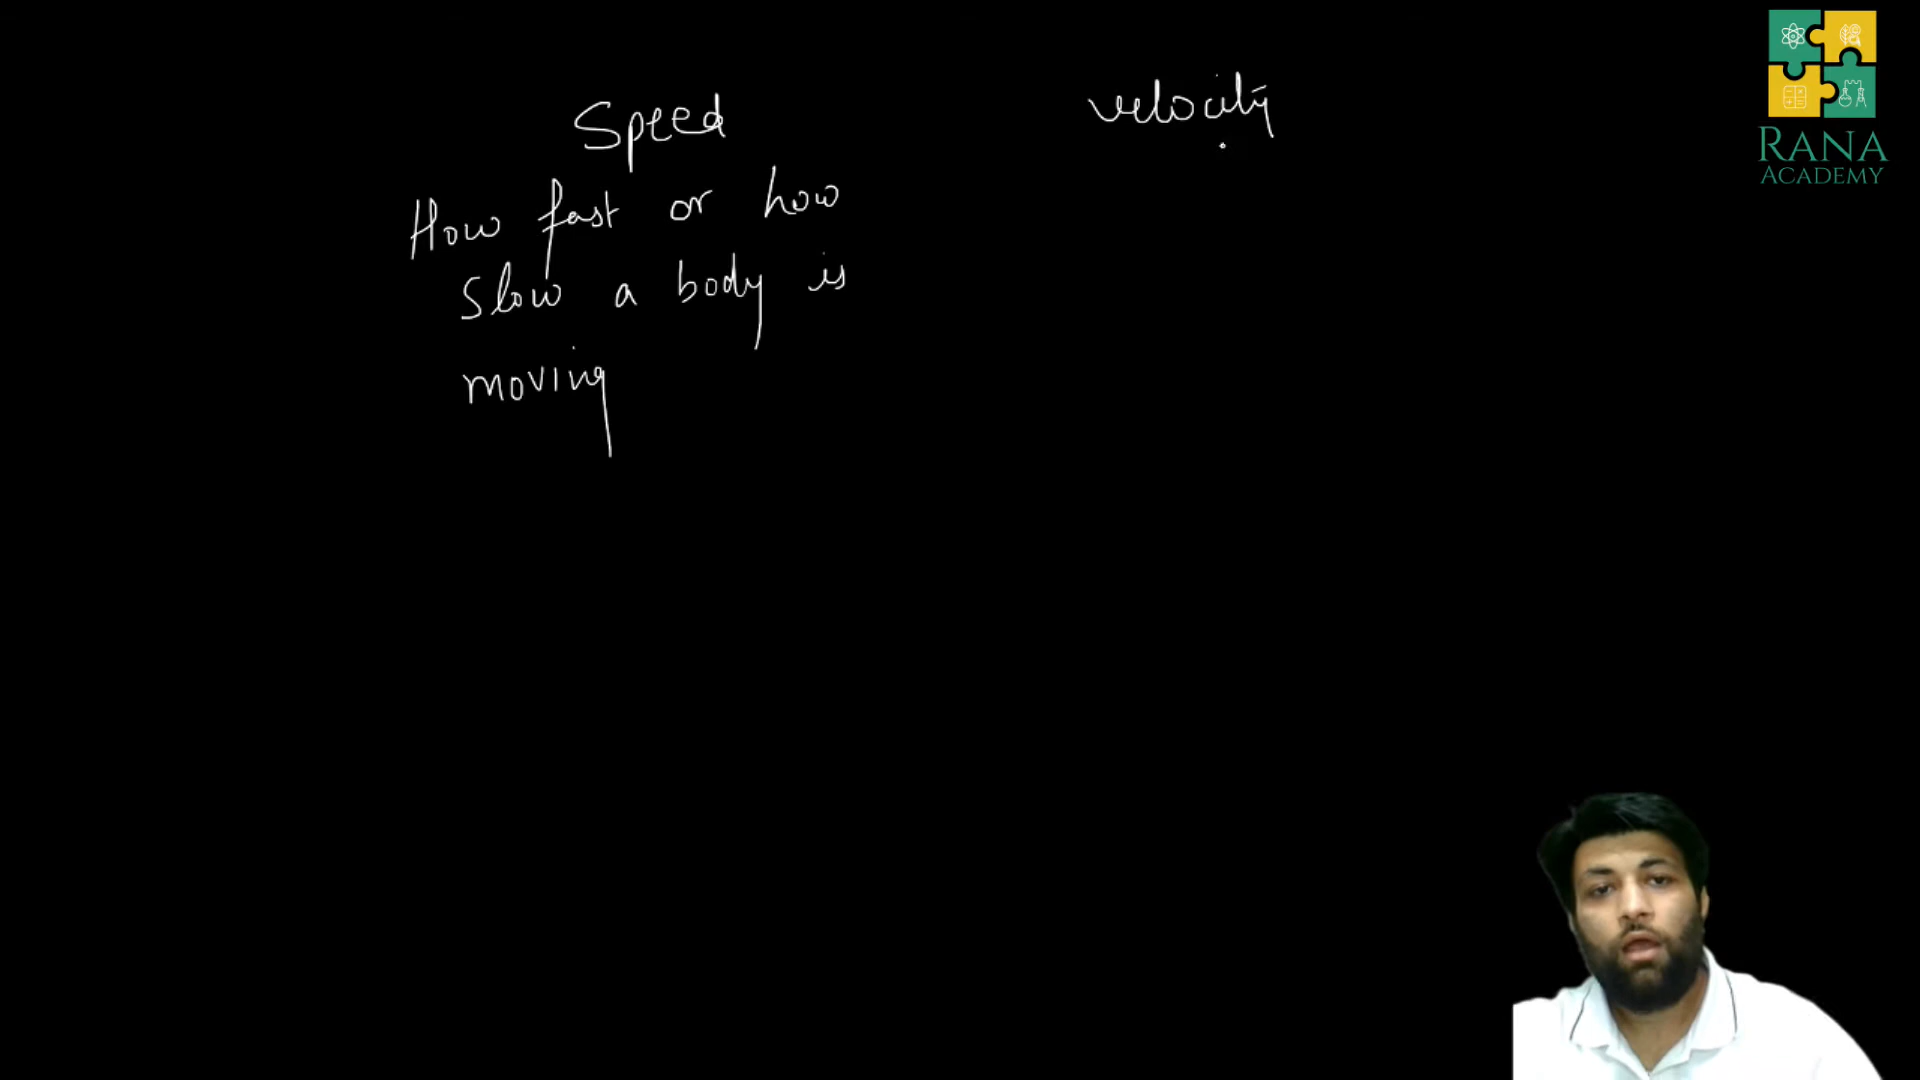 Speed
velocity
How fast or how
Slow a body is
moving
RANA
ACADEMY